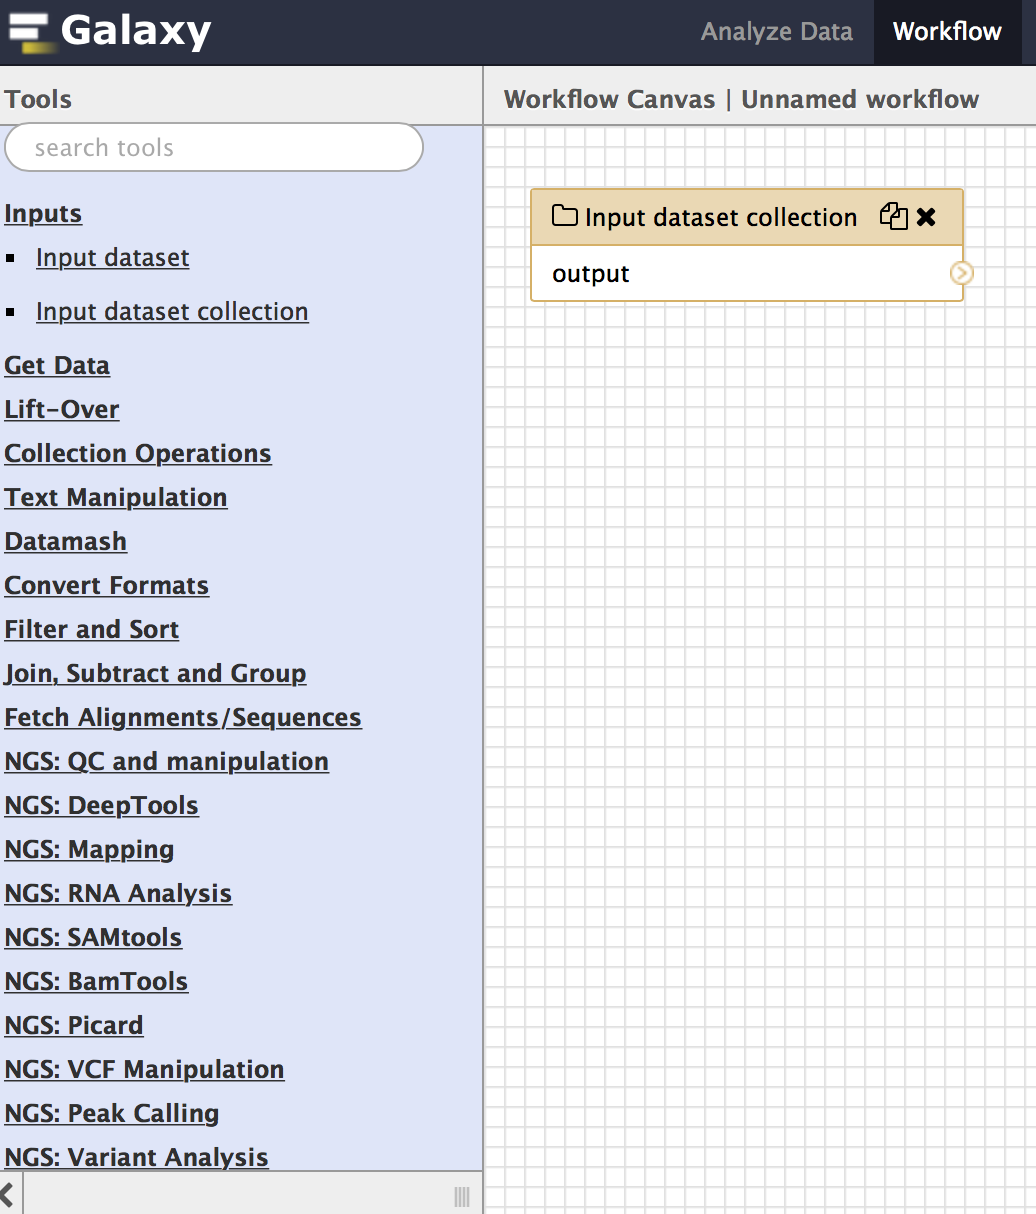 Galaxy
Analyze Data
Workflow
Tools
Workflow Canvas | Unnamed workflow
search tools
Inputs
Input dataset
Input dataset collection
Get Data
Lift-Over
Collection Operations
Text Manipulation
Datamash
Convert Formats
Filter and Sort
Join, Subtract and Group
Fetch Alignments/Sequences
NGS: QC and manipulation
NGS: DeepTools
NGS: Mapping
NGS: RNA Analysis
NGS: SAMtools
NGS: BamTools
NGS: Picard
NGS: VCF Manipulation
NGS: Peak Calling
NGS: Variant Analysis
Input dataset collection
output